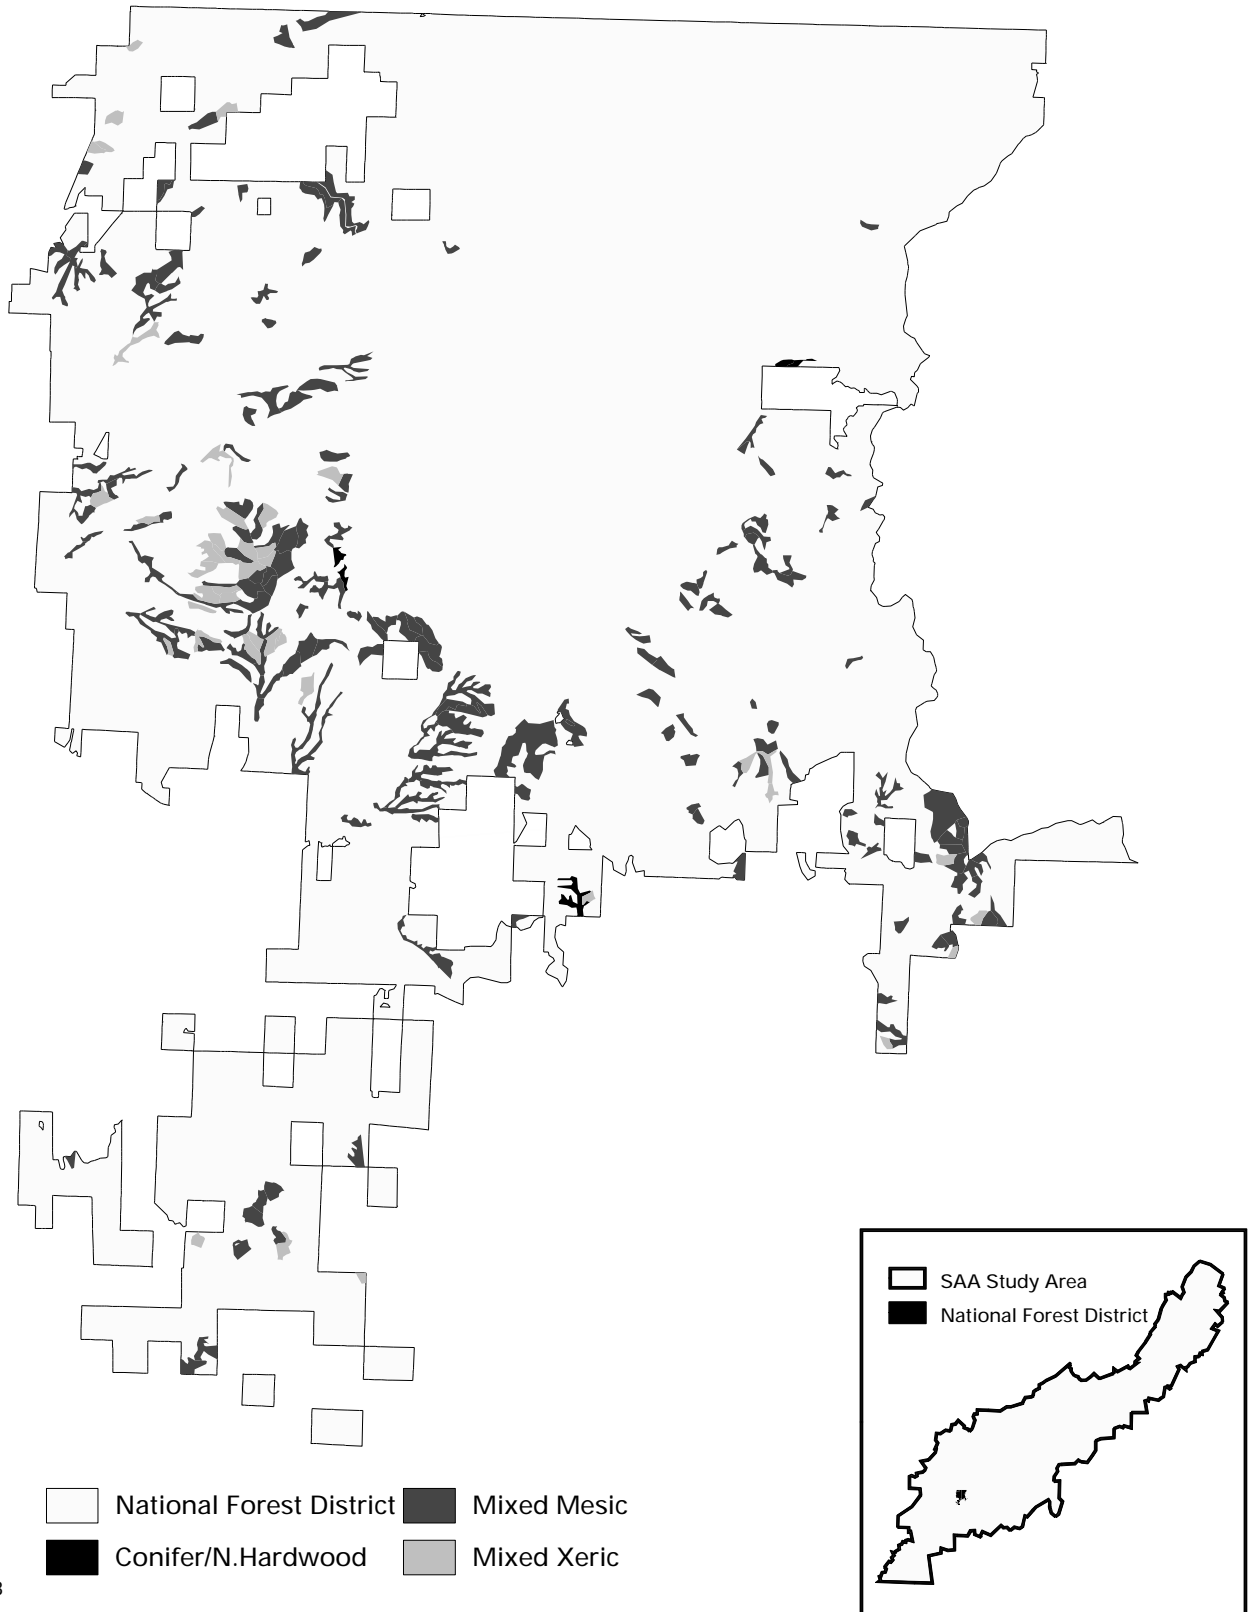 SAA Study Area
National Forest District
National Forest District
Mixed Mesic
Conifer/N.Hardwood
Mixed Xeric